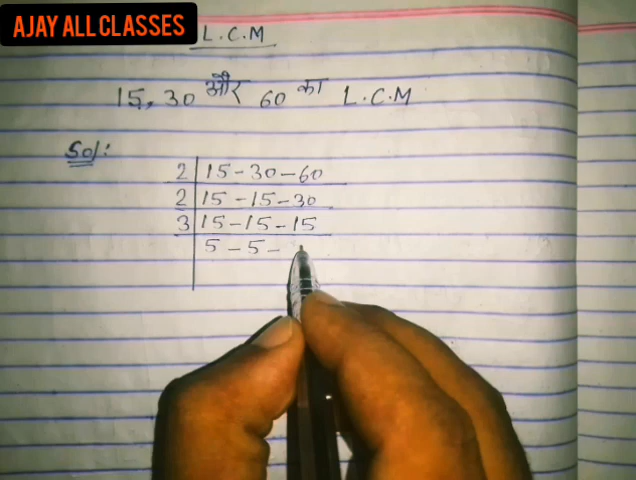 AJAY ALL CLASSES
L.C.M
15, 30 और 60 का L.C.M
Sol:
2 | 15 - 30 - 60
2 | 15 - 15 - 30
3 | 15 - 15 - 15
5 - 5 -